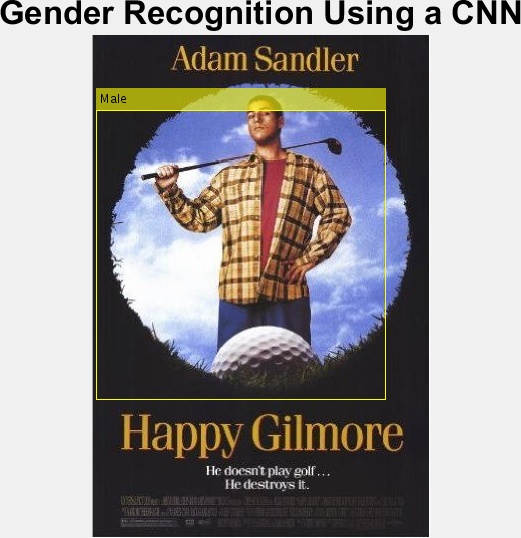 Gender Recognition Using a CNN
Adam Sandler
Male
Happy Gilmore
He doesn't play golf...
He destroys it.